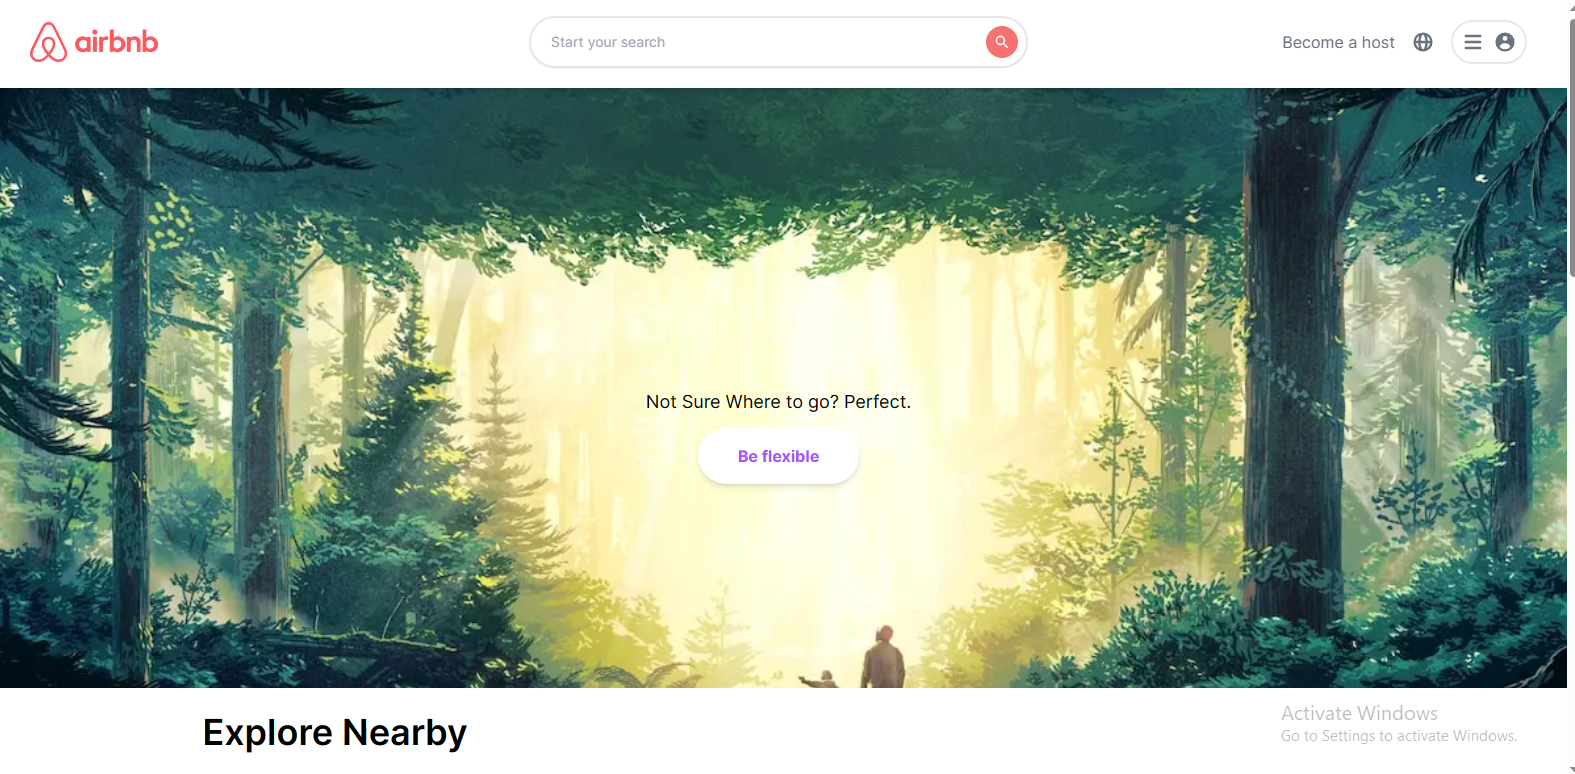 airbnb
Start your search
Become a host
Not Sure Where to go? Perfect.
Be flexible
Explore Nearby
Activate Windows
Go to Settings to activate Windows.